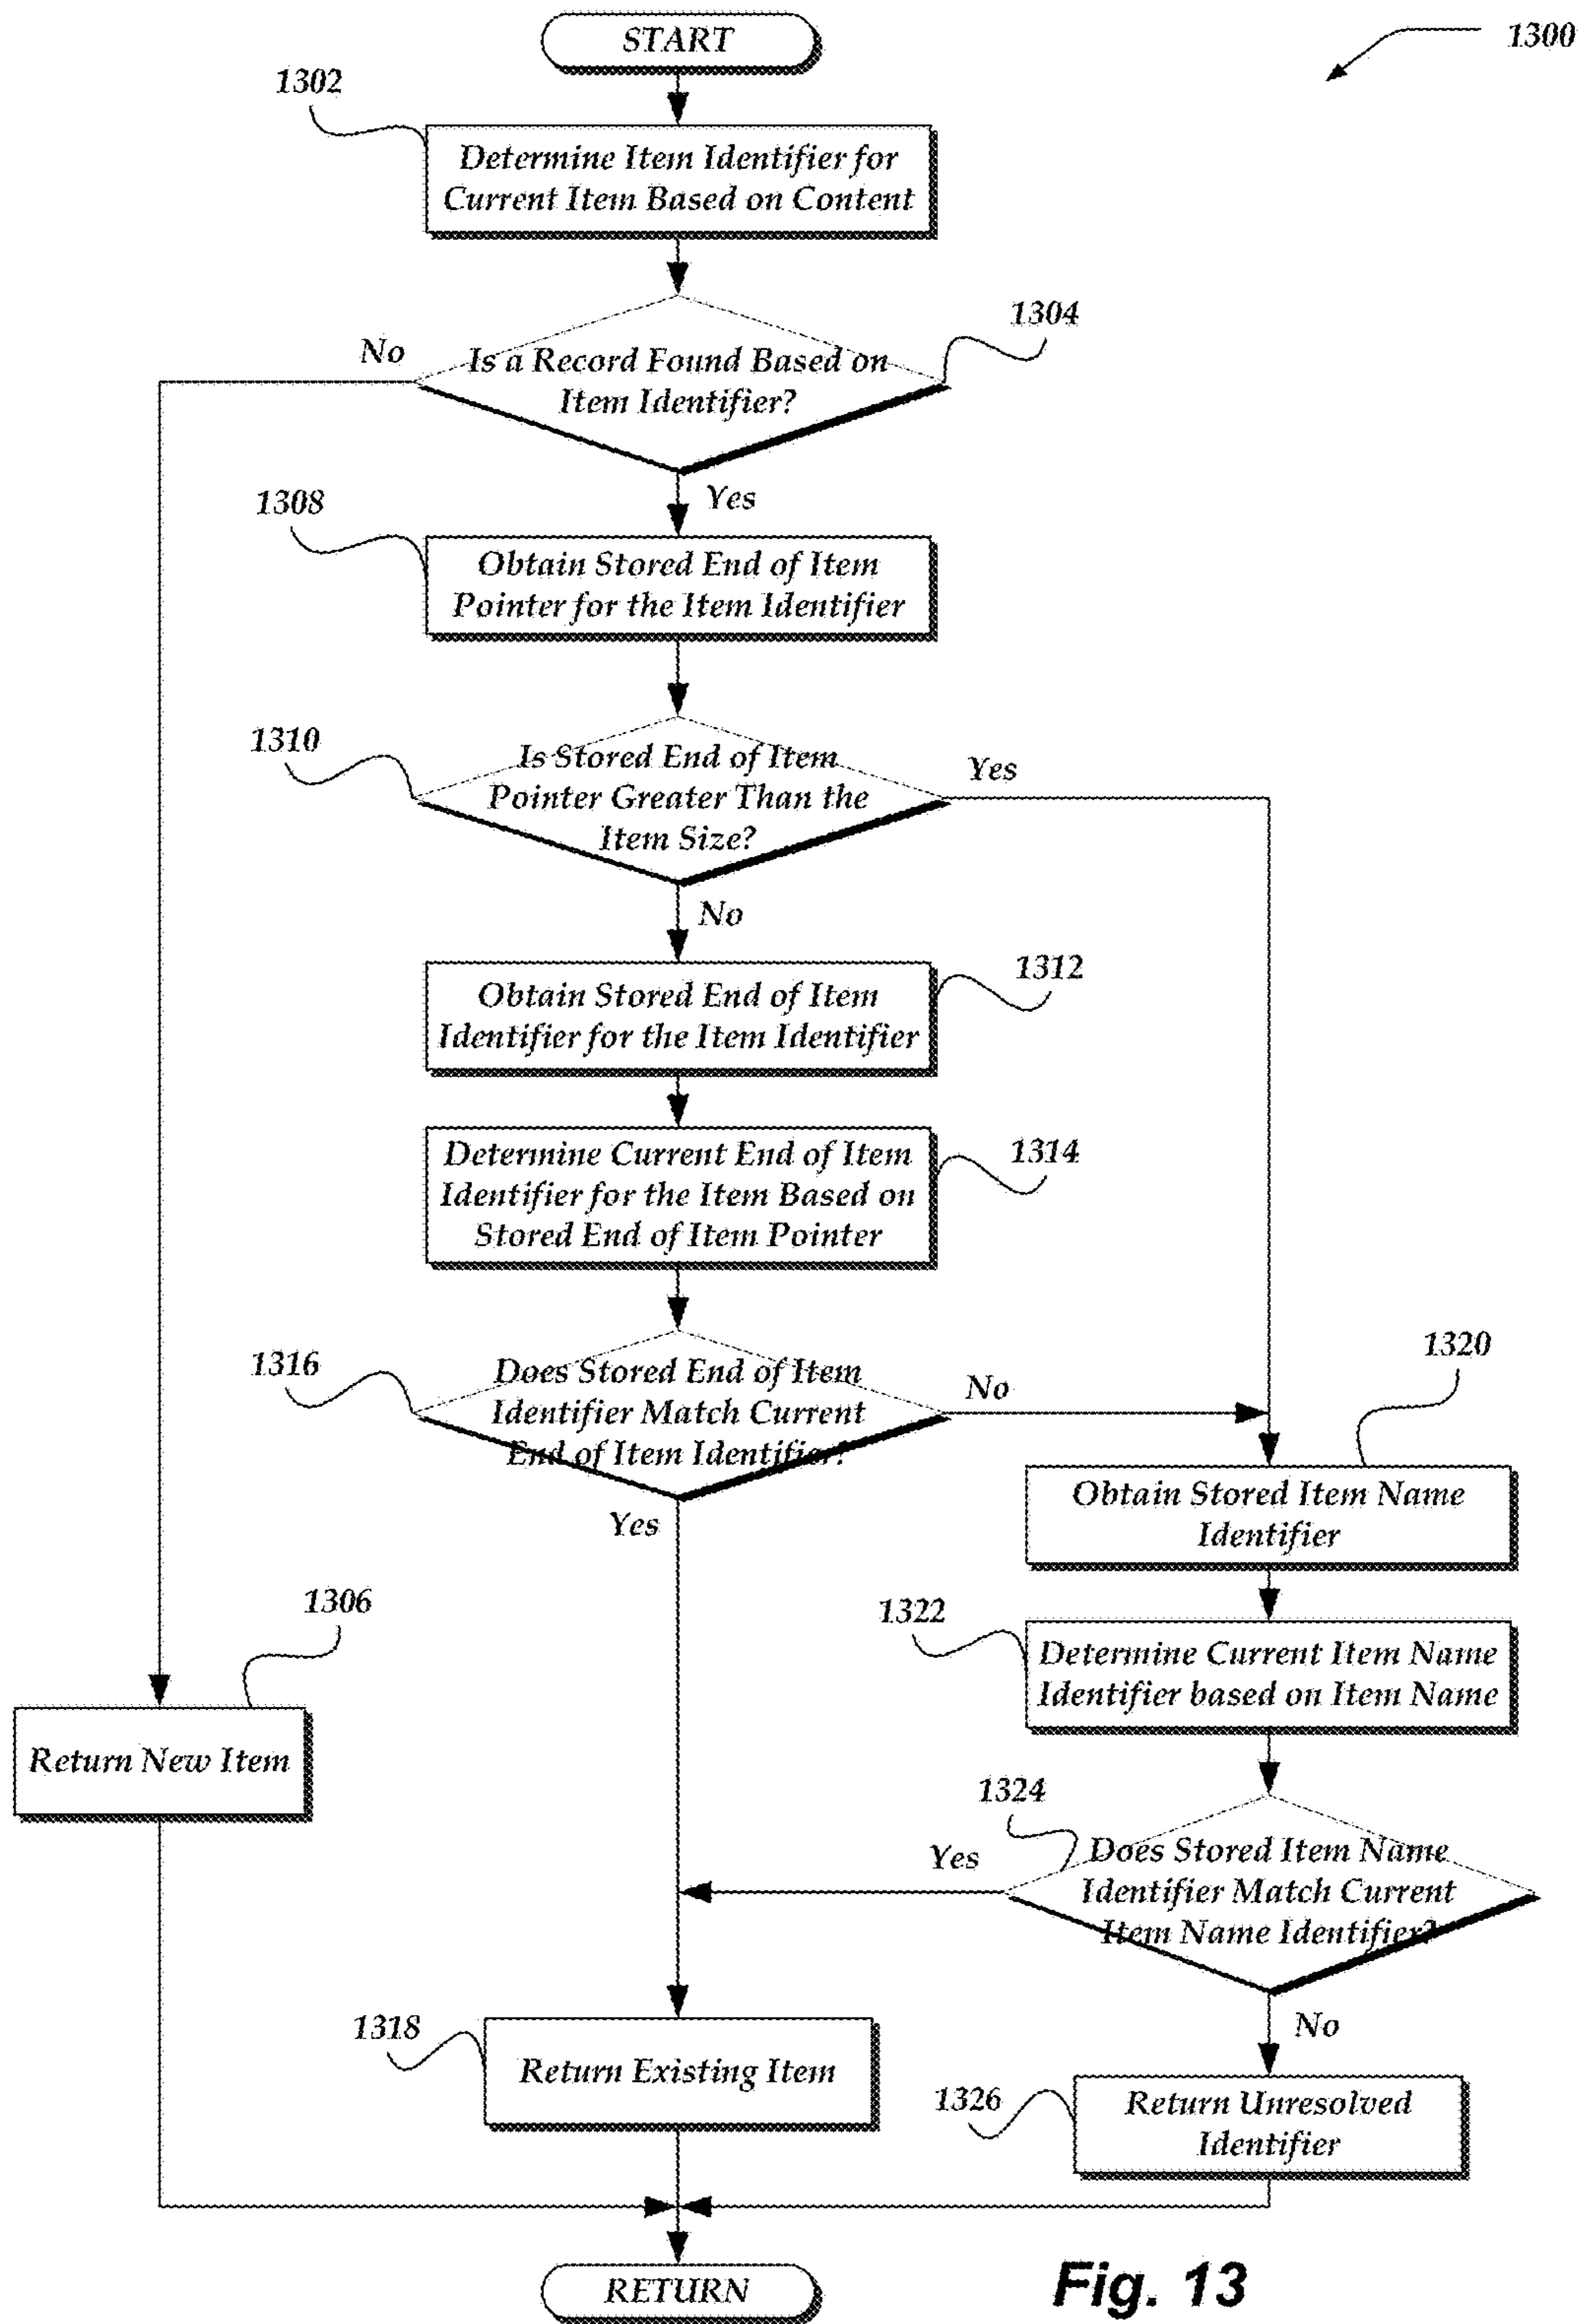 START
1300
1302
Determine Item Identifier for
Current Item Based on Content
1304
No
Is a Record Found Based on
Item Identifier?
Yes
1308
Obtain Stored End of Item
Pointer for the Item Identifier
1310
Is Stored End of Item
Pointer Greater Than the
Item Size?
Yes
No
1312
Obtain Stored End of Item
Identifier for the Item Identifier
1314
Determine Current End of Item
Identifier for the Item Based on
Stored End of Item Pointer
1316
Does Stored End of Item
Identifier Match Current
End of Item Identifier?
No
Yes
1320
Obtain Stored Item Name
Identifier
1322
Determine Current Item Name
Identifier based on Item Name
1306
Return New Item
1324
Does Stored Item Name
Identifier Match Current
Item Name Identifier?
Yes
No
1318
Return Existing Item
1326
Return Unresolved
Identifier
RETURN
Fig. 13